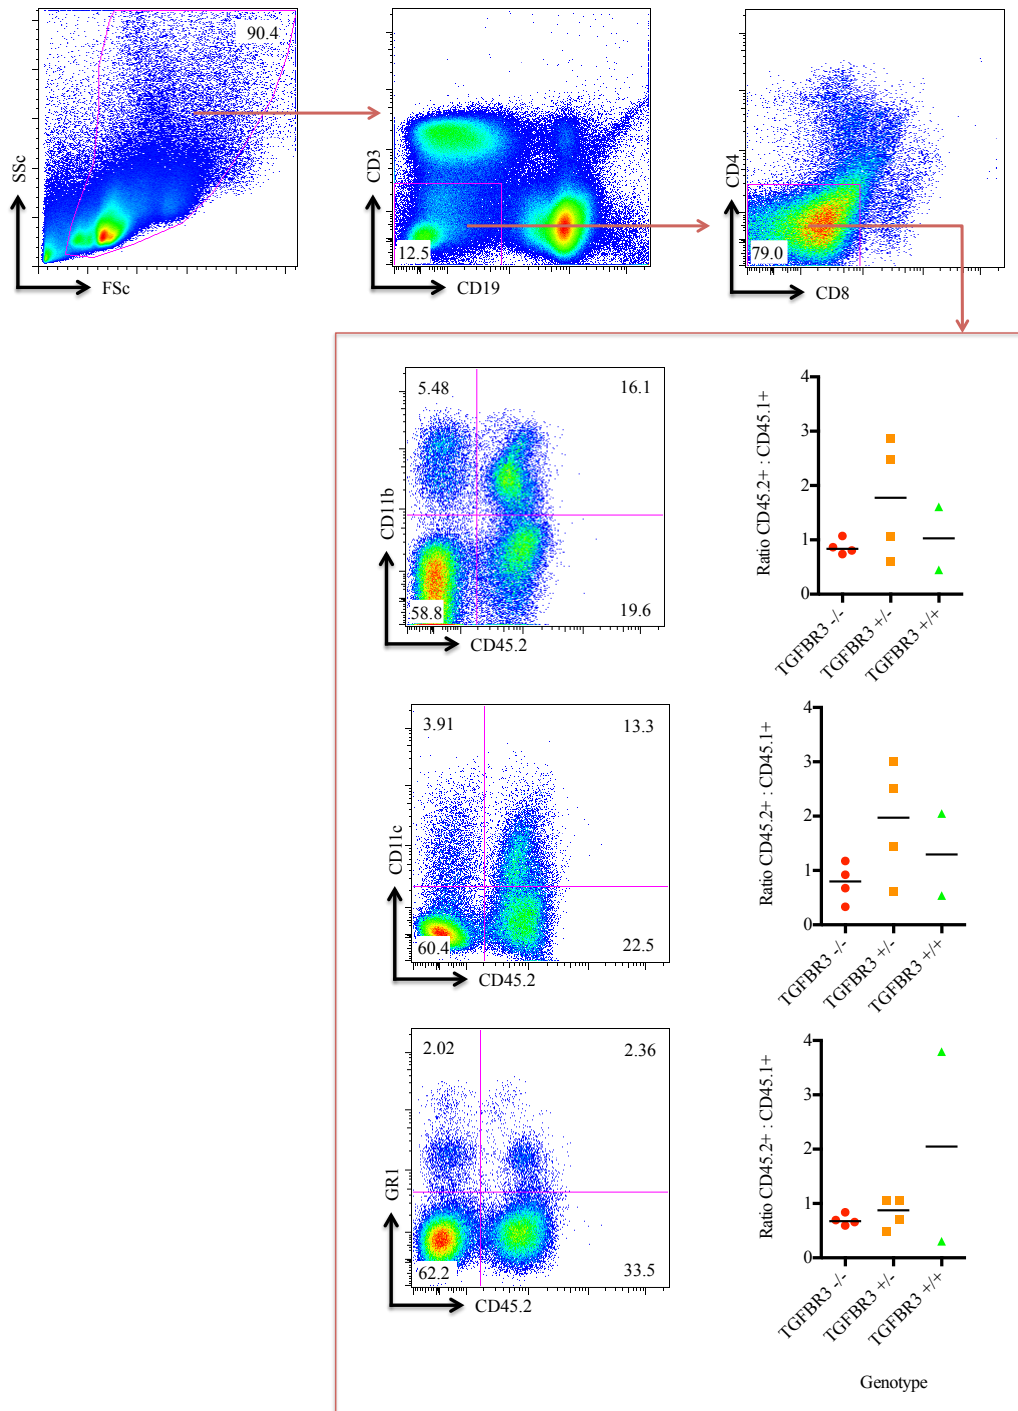 90.4
SSc
FSc
CD3
12.5
CD19
CD4
79.0
CD8
5.48
16.1
CD11b
58.8
19.6
CD45.2
4
3
2
1
0
Ratio CD45.2+ : CD45.1+
TGFBR3 -/-
TGFBR3 +/-
TGFBR3 +/+
3.91
13.3
CD11c
60.4
22.5
CD45.2
4
3
2
1
0
Ratio CD45.2+ : CD45.1+
TGFBR3 -/-
TGFBR3 +/-
TGFBR3 +/+
2.02
2.36
GR1
62.2
33.5
CD45.2
4
3
2
1
0
Ratio CD45.2+ : CD45.1+
TGFBR3 -/-
TGFBR3 +/-
TGFBR3 +/+
Genotype